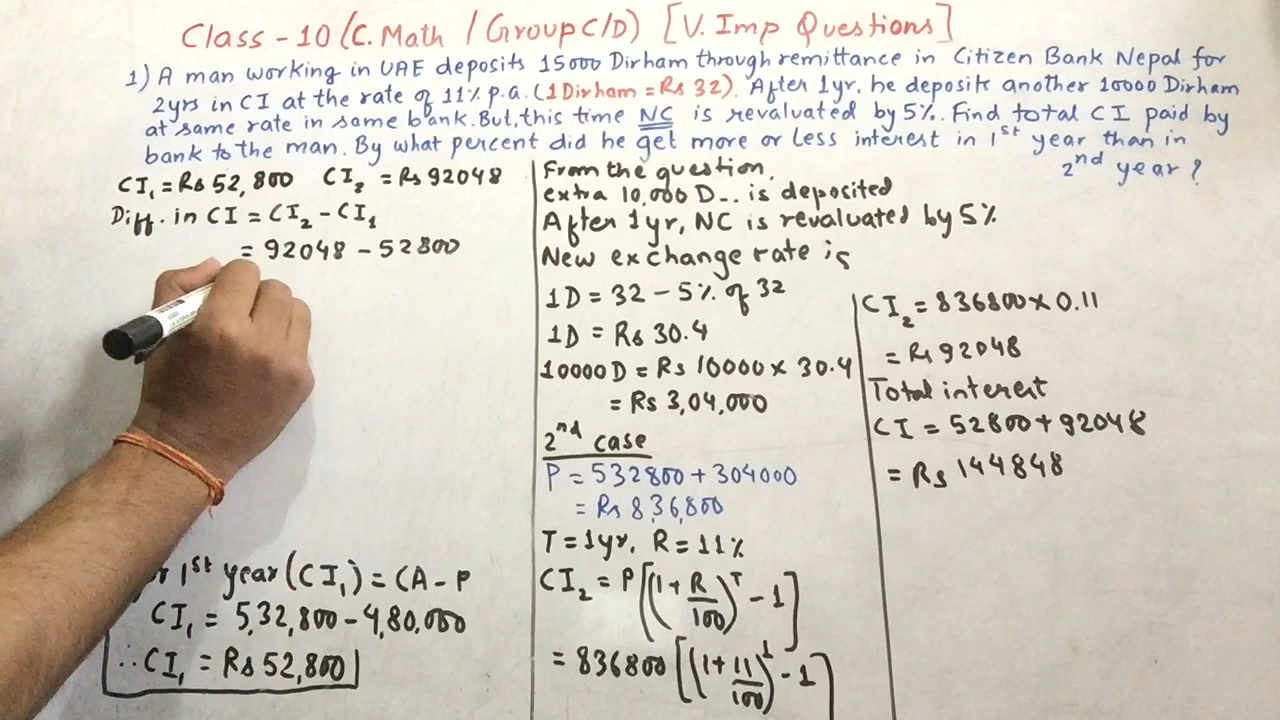 Class - 10 (C. Math / Group C/D) [V. Imp Questions]
1) A man working in UAE deposits 15000 Dirham through remittance in Citizen Bank Nepal for
2yrs in CI at the rate of 11% p.a. (1 Dirham = Rs 32). After 1yr, he deposits another 10000 Dirham
at same rate in same bank. But, this time NC is revaluated by 5%. Find total CI paid by
bank to the man. By what percent did he get more or less interest in 1st year than in
2nd year ?
CI₁ = Rs 52,800 CI₂ = Rs 92048
Diff. in CI = CI₂ - CI₁
= 92048 - 52800
1st year (CI₁) = CA - P
CI₁ = 5,32,800 - 4,80,000
∴ CI₁ = Rs 52,800
From the question,
extra 10,000 D... is deposited
After 1yr, NC is revaluated by 5%
New exchange rate is
1D = 32 - 5% of 32
1D = Rs 30.4
10000 D = Rs 10000 × 30.4
= Rs 3,04,000
2nd case
P = 532800 + 304000
= Rs 8,36,800
T = 1yr, R = 11%
CI₂ = P[(1 + R/100)^T - 1]
= 836800 [(1 + 11/100)^1 - 1]
CI₂ = 836800 × 0.11
= Rs 92048
Total interest
CI = 52800 + 92048
= Rs 144848